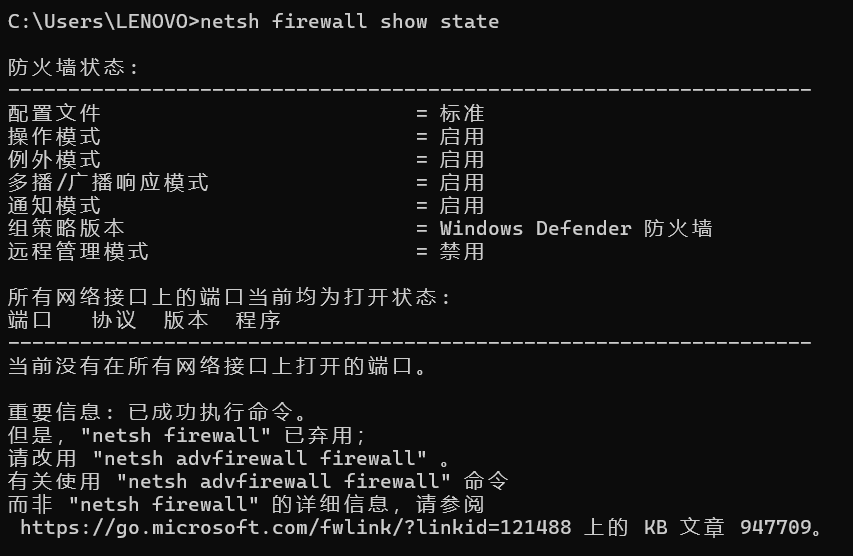 C:\Users\LENOVO>netsh firewall show state
防火墙状态:
-------------------------------------------------------------------
配置文件 = 标准
操作模式 = 启用
例外模式 = 启用
多播/广播响应模式 = 启用
通知模式 = 启用
组策略版本 = Windows Defender 防火墙
远程管理模式 = 禁用
所有网络接口上的端口当前均为打开状态:
端口 协议 版本 程序
-------------------------------------------------------------------
当前没有在所有网络接口上打开的端口。
重要信息: 已成功执行命令。
但是, "netsh firewall" 已弃用;
请改用 "netsh advfirewall firewall" 。
有关使用 "netsh advfirewall firewall" 命令
而非 "netsh firewall" 的详细信息, 请参阅
https://go.microsoft.com/fwlink/?linkid=121488 上的 KB 文章 947709。